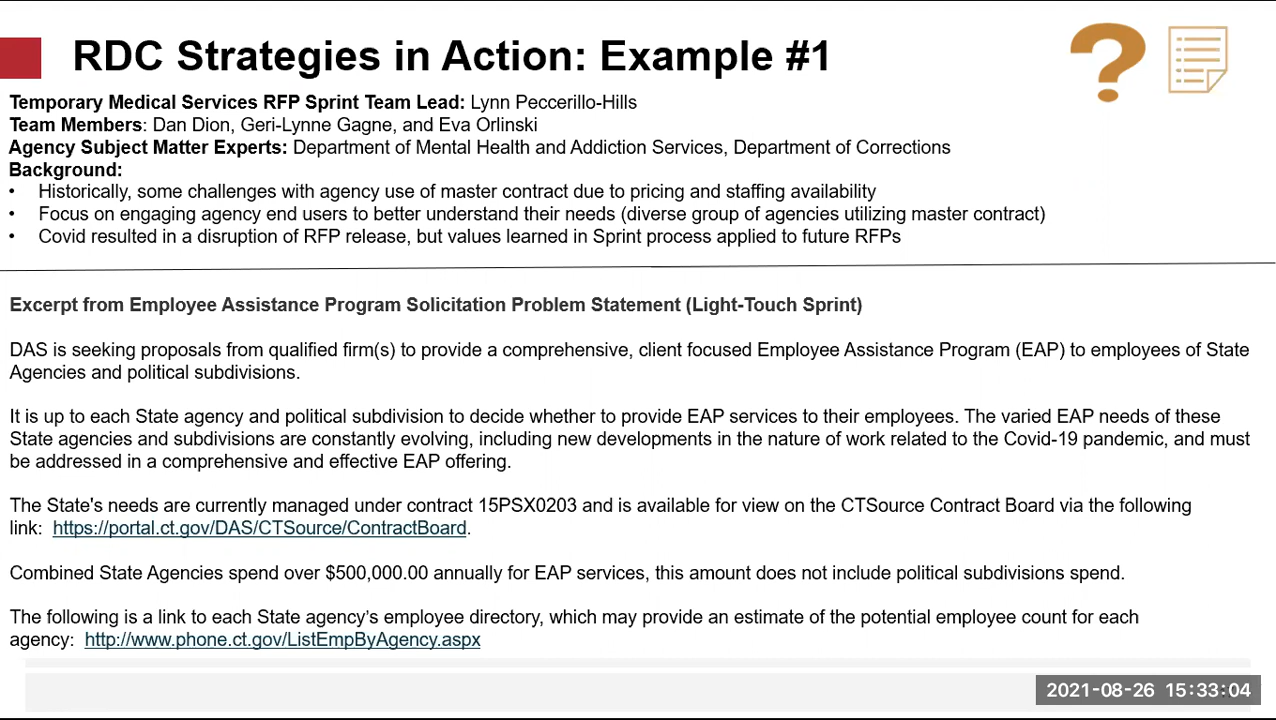 RDC Strategies in Action: Example #1
Temporary Medical Services RFP Sprint Team Lead: Lynn Peccerillo-Hills
Team Members: Dan Dion, Geri-Lynne Gagne, and Eva Orlinski
Agency Subject Matter Experts: Department of Mental Health and Addiction Services, Department of Corrections
Background:
• Historically, some challenges with agency use of master contract due to pricing and staffing availability
• Focus on engaging agency end users to better understand their needs (diverse group of agencies utilizing master contract)
• Covid resulted in a disruption of RFP release, but values learned in Sprint process applied to future RFPs
Excerpt from Employee Assistance Program Solicitation Problem Statement (Light-Touch Sprint)
DAS is seeking proposals from qualified firm(s) to provide a comprehensive, client focused Employee Assistance Program (EAP) to employees of State
Agencies and political subdivisions.
It is up to each State agency and political subdivision to decide whether to provide EAP services to their employees. The varied EAP needs of these
State agencies and subdivisions are constantly evolving, including new developments in the nature of work related to the Covid-19 pandemic, and must
be addressed in a comprehensive and effective EAP offering.
The State's needs are currently managed under contract 15PSX0203 and is available for view on the CTSource Contract Board via the following
link: https://portal.ct.gov/DAS/CTSource/ContractBoard.
Combined State Agencies spend over $500,000.00 annually for EAP services, this amount does not include political subdivisions spend.
The following is a link to each State agency’s employee directory, which may provide an estimate of the potential employee count for each
agency: http://www.phone.ct.gov/ListEmpByAgency.aspx
2021-08-26 15:33:04